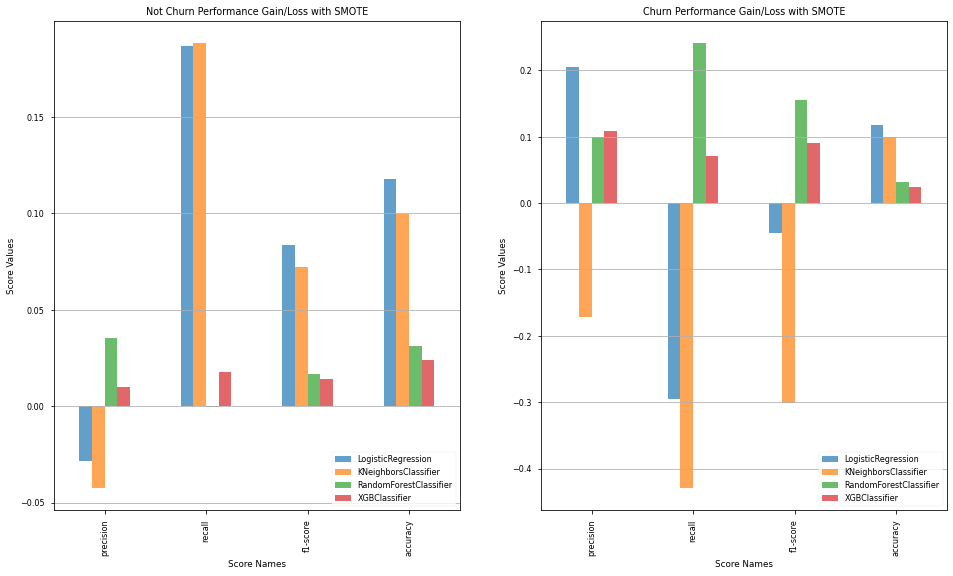 Not Churn Performance Gain/Loss with SMOTE
0.15
0.10
0.05
0.00
−0.05
Score Values
precision
recall
f1-score
accuracy
Score Names
LogisticRegression
KNeighborsClassifier
RandomForestClassifier
XGBClassifier
Churn Performance Gain/Loss with SMOTE
0.2
0.1
0.0
−0.1
−0.2
−0.3
−0.4
Score Values
precision
recall
f1-score
accuracy
Score Names
LogisticRegression
KNeighborsClassifier
RandomForestClassifier
XGBClassifier